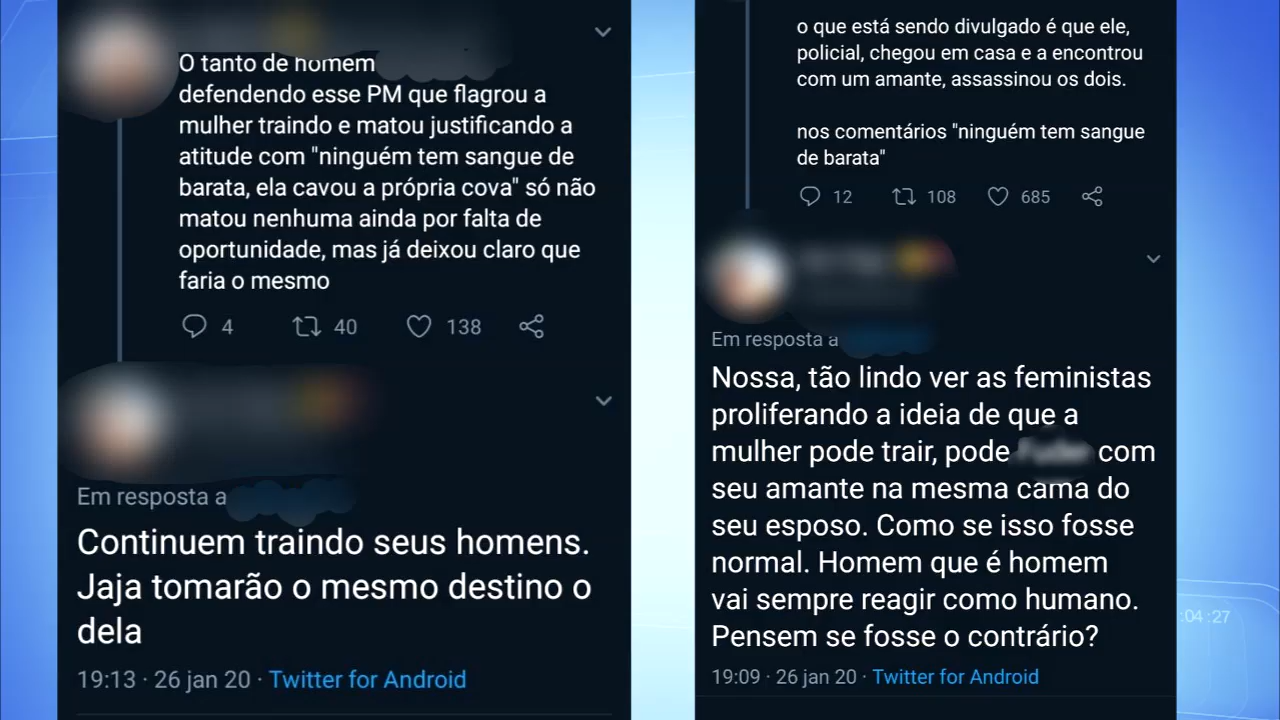 O tanto de homem
defendendo esse PM que flagrou a
mulher traindo e matou justificando a
atitude com "ninguém tem sangue de
barata, ela cavou a própria cova" só não
matou nenhuma ainda por falta de
oportunidade, mas já deixou claro que
faria o mesmo
4 40 138
Em resposta a
Continuem traindo seus homens.
Jaja tomarão o mesmo destino o
dela
19:13 · 26 jan 20 · Twitter for Android
o que está sendo divulgado é que ele,
policial, chegou em casa e a encontrou
com um amante, assassinou os dois.
nos comentários "ninguém tem sangue
de barata"
12 108 685
Em resposta a
Nossa, tão lindo ver as feministas
proliferando a ideia de que a
mulher pode trair, pode com
seu amante na mesma cama do
seu esposo. Como se isso fosse
normal. Homem que é homem
vai sempre reagir como humano.
Pensem se fosse o contrário?
19:09 · 26 jan 20 · Twitter for Android
:04:27